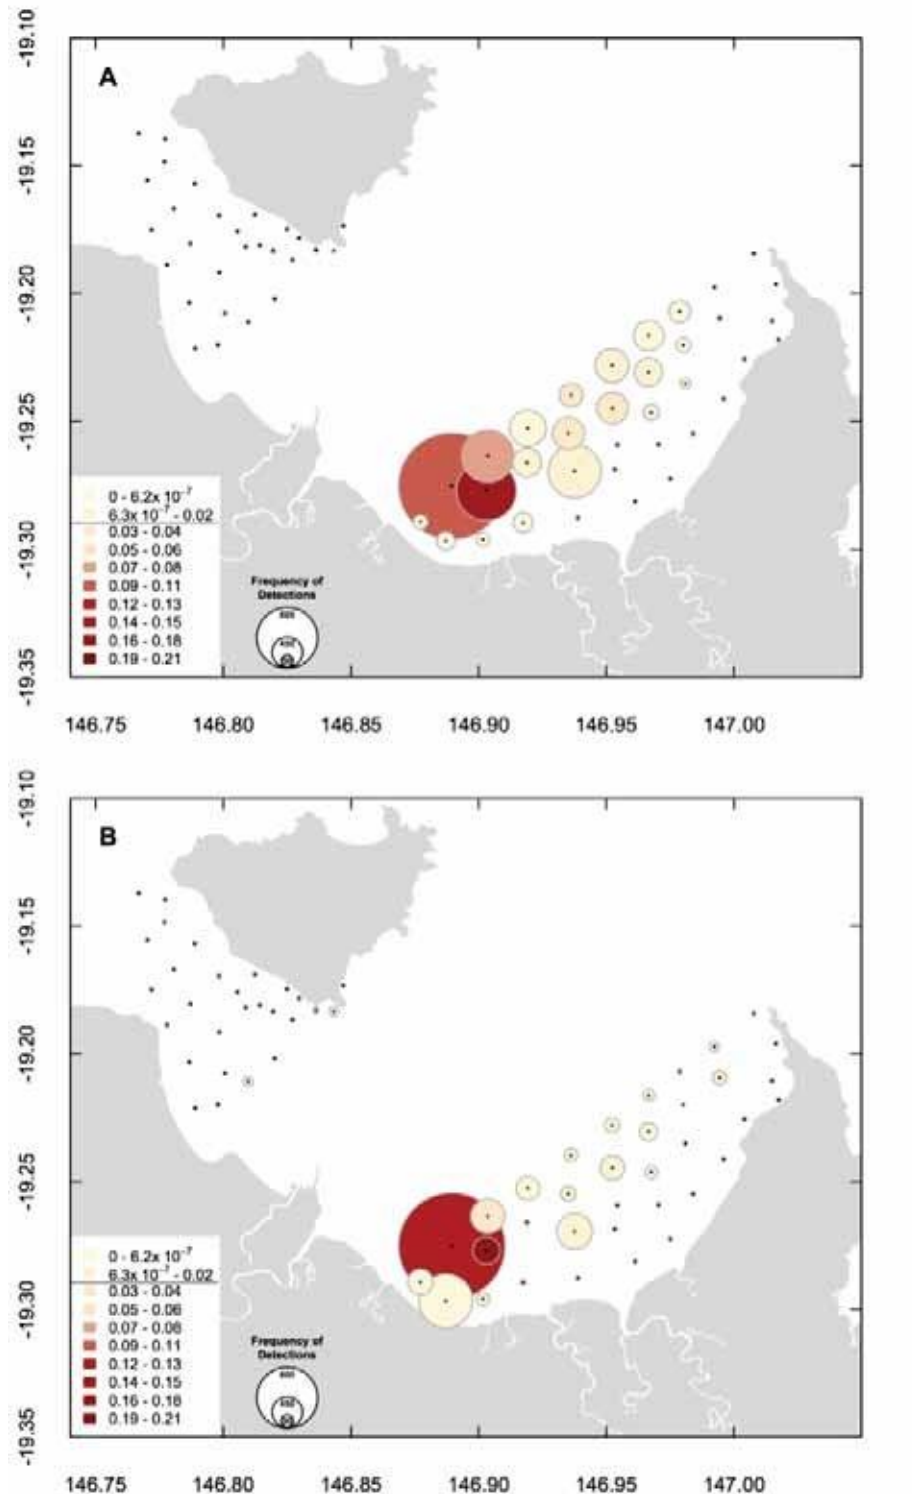 -19.10
A
-19.15
-19.20
-19.25
-19.30
-19.35
0 - 6.2x 10⁻⁷
6.3x 10⁻⁷ - 0.02
0.03 - 0.04
0.05 - 0.06
0.07 - 0.08
0.09 - 0.11
0.12 - 0.13
0.14 - 0.15
0.16 - 0.18
0.19 - 0.21
Frequency of
Detections
146.75 146.80 146.85 146.90 146.95 147.00
-19.10
B
-19.15
-19.20
-19.25
-19.30
-19.35
0 - 6.2x 10⁻⁷
6.3x 10⁻⁷ - 0.02
0.03 - 0.04
0.05 - 0.06
0.07 - 0.08
0.09 - 0.11
0.12 - 0.13
0.14 - 0.15
0.16 - 0.18
0.19 - 0.21
Frequency of
Detections
146.75 146.80 146.85 146.90 146.95 147.00